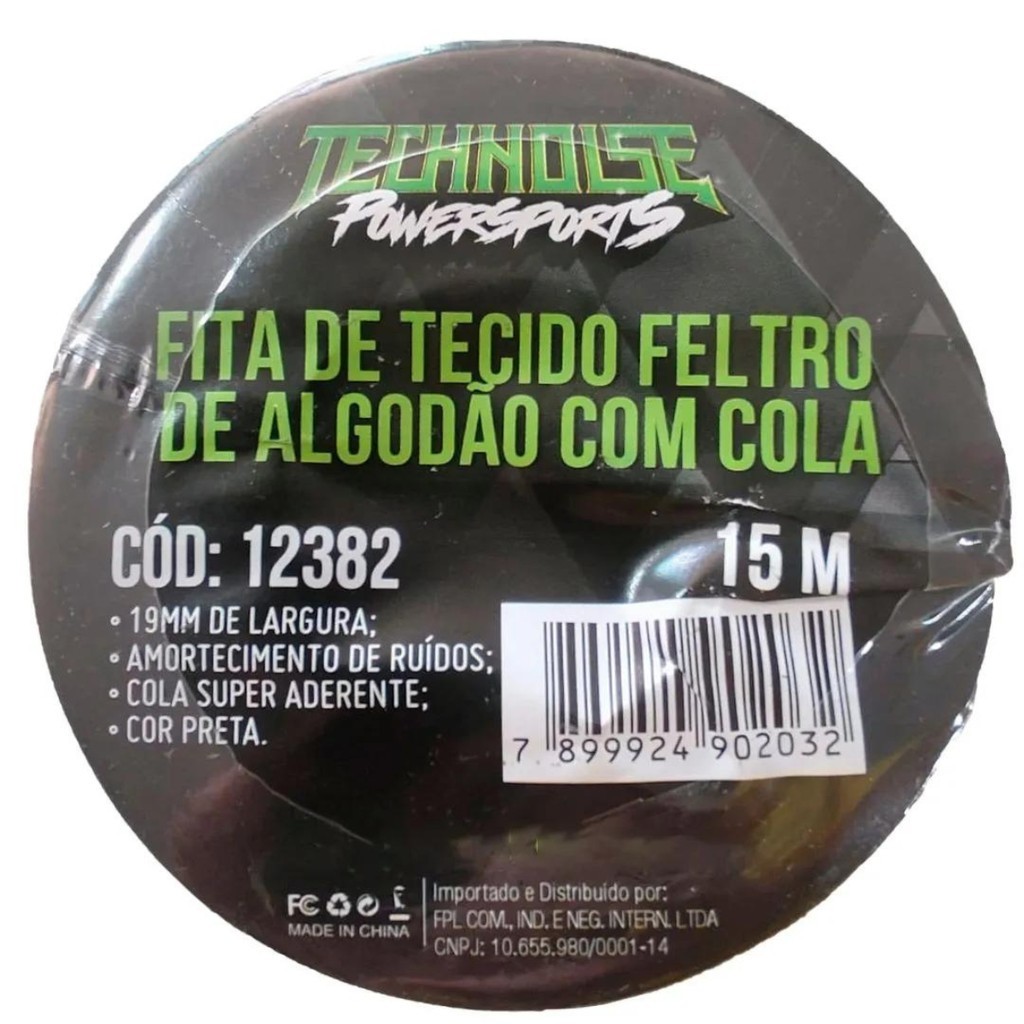 TECHNOISE
POWERSPORTS
FITA DE TECIDO FELTRO
DE ALGODÃO COM COLA
CÓD: 12382
15 M
• 19MM DE LARGURA;
• AMORTECIMENTO DE RUÍDOS;
• COLA SUPER ADERENTE;
• COR PRETA.
7 899924 902032
FC
MADE IN CHINA
Importado e Distribuído por:
FPL COM., IND. E NEG. INTERN. LTDA
CNPJ: 10.655.980/0001-14